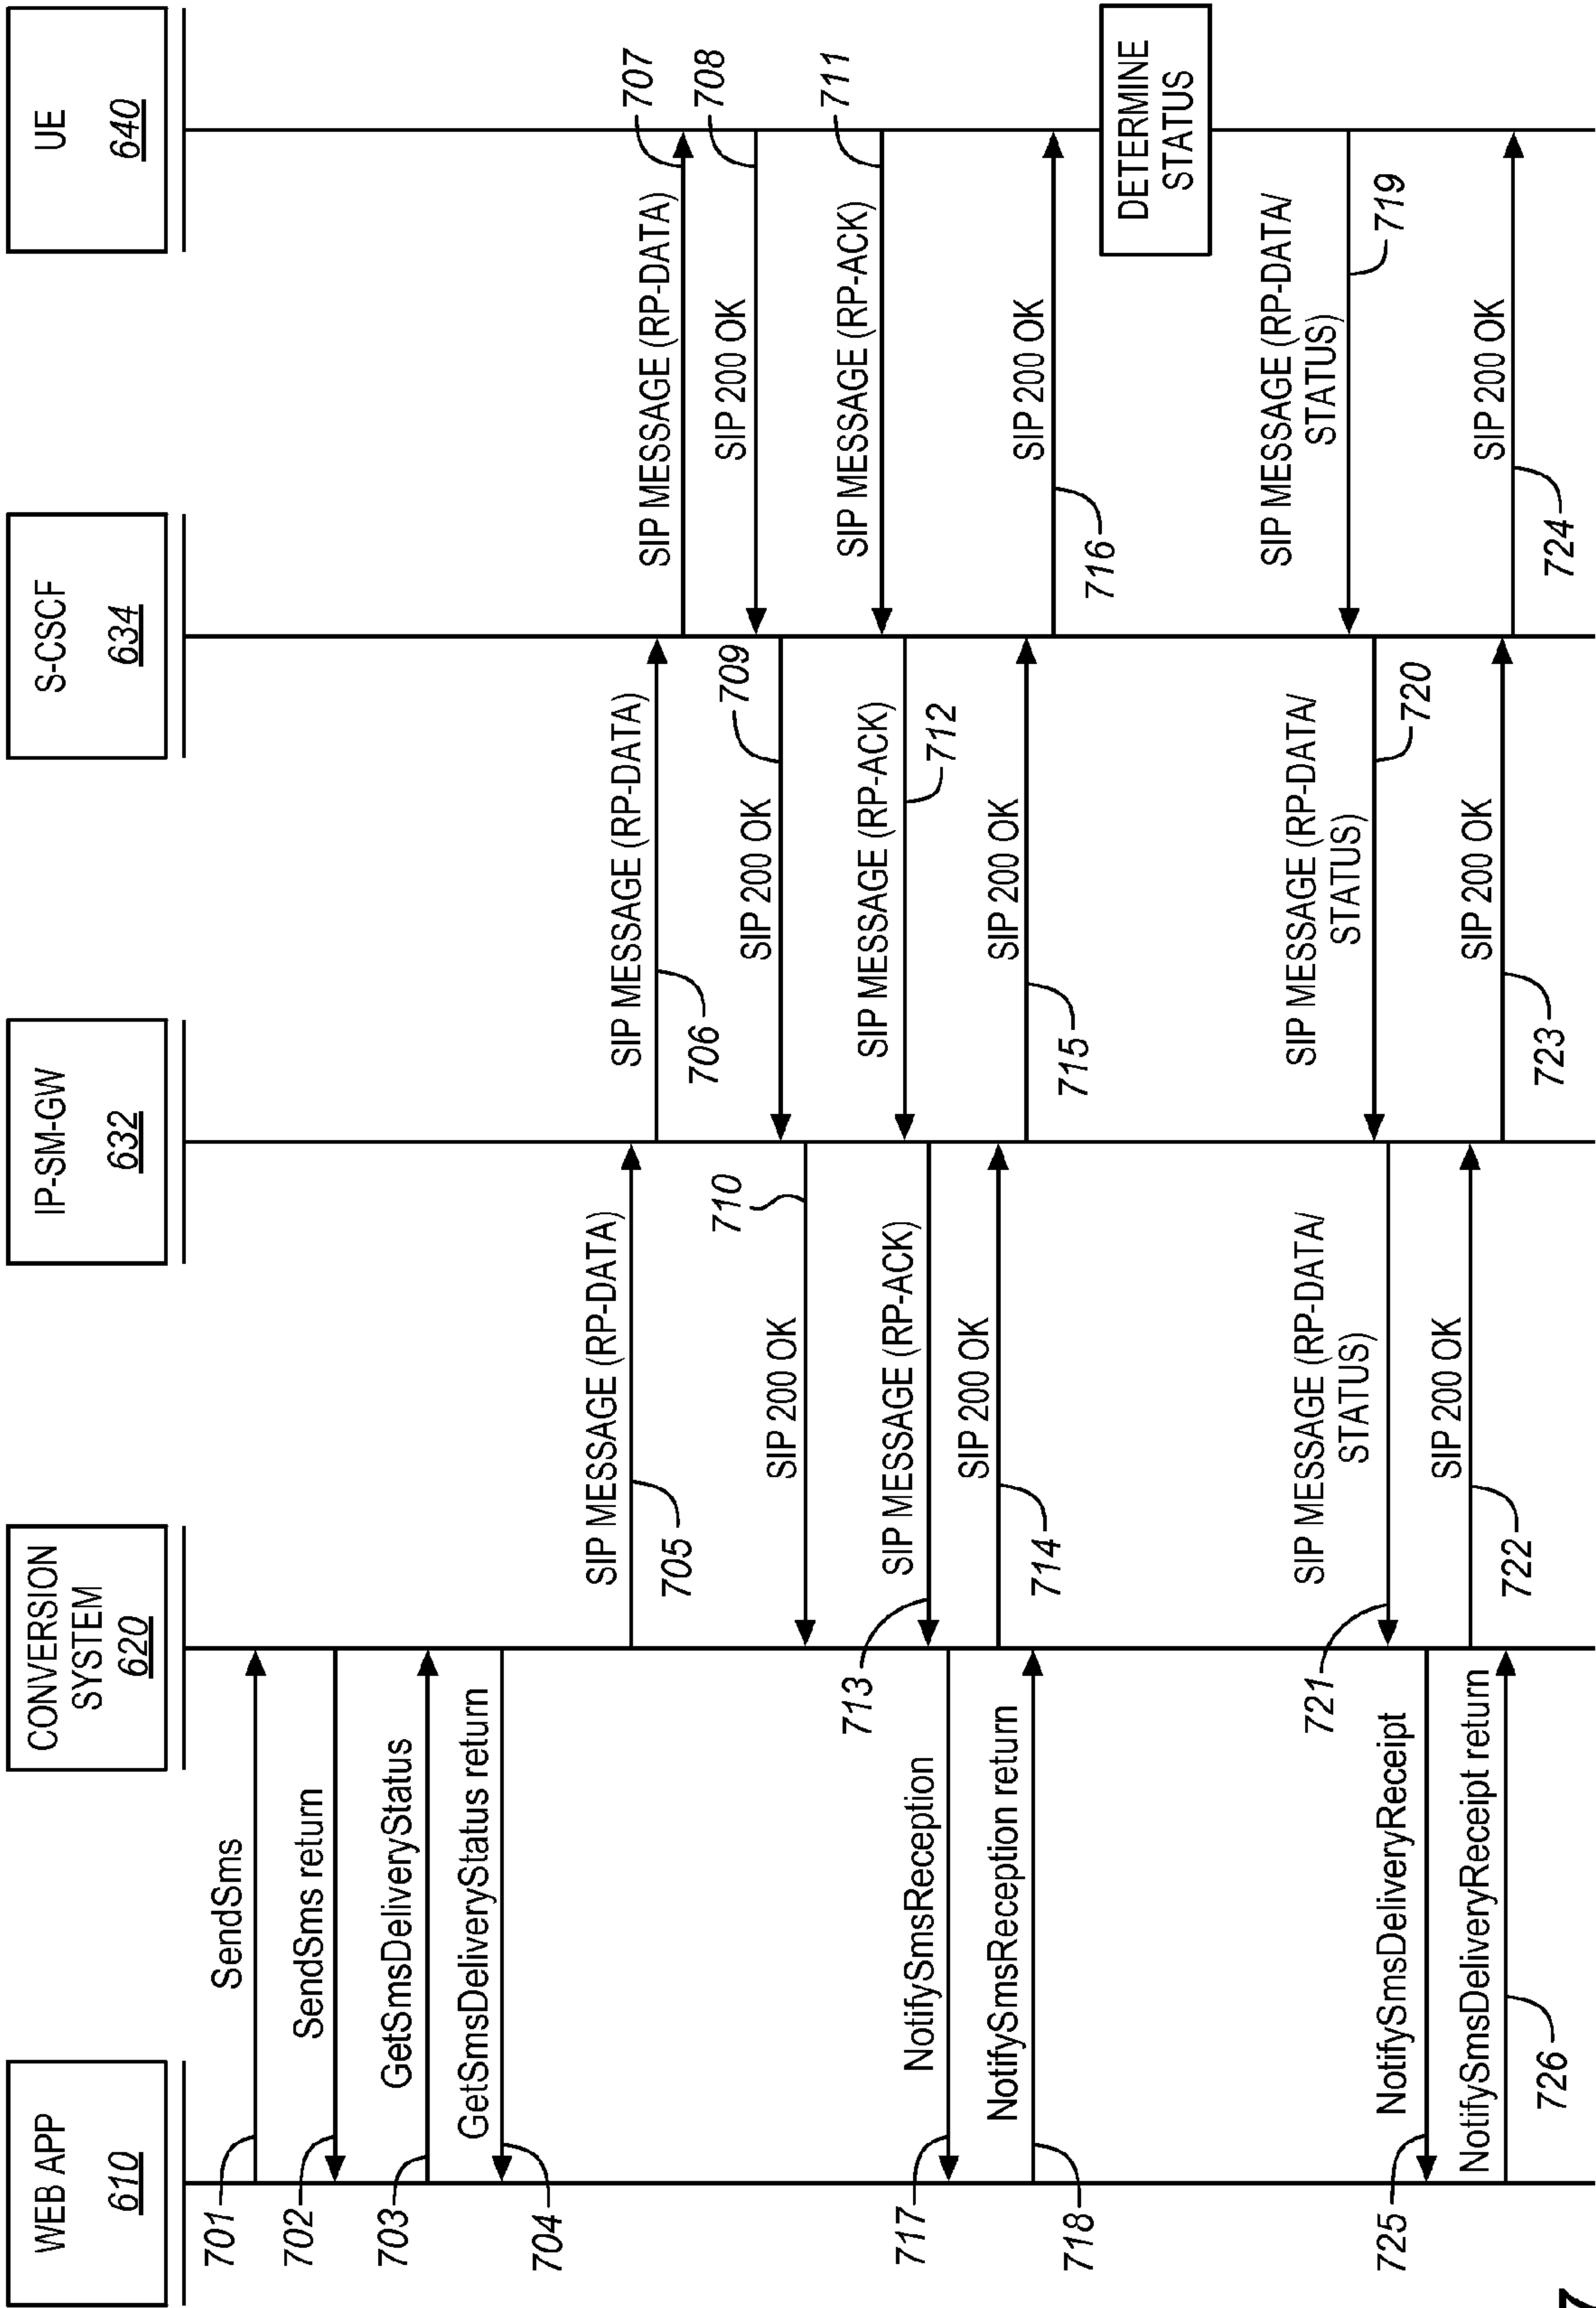 WEB APP
610
CONVERSION
SYSTEM
620
IP-SM-GW
632
S-CSCF
634
UE
640
701
SendSms
702
SendSms return
703
GetSmsDeliveryStatus
GetSmsDeliveryStatus return
704
SIP MESSAGE (RP-DATA)
705
SIP MESSAGE (RP-DATA)
706
SIP MESSAGE (RP-DATA)
707
SIP 200 OK
708
SIP 200 OK
709
SIP 200 OK
710
SIP MESSAGE (RP-ACK)
711
SIP MESSAGE (RP-ACK)
712
SIP MESSAGE (RP-ACK)
713
SIP 200 OK
714
SIP 200 OK
715
SIP 200 OK
716
717
NotifySmsReception
NotifySmsReception return
718
DETERMINE
STATUS
SIP MESSAGE (RP-DATA/
STATUS)
719
SIP MESSAGE (RP-DATA/
STATUS)
720
SIP MESSAGE (RP-DATA/
STATUS)
721
SIP 200 OK
722
SIP 200 OK
723
SIP 200 OK
724
725
NotifySmsDeliveryReceipt
NotifySmsDeliveryReceipt return
726
7